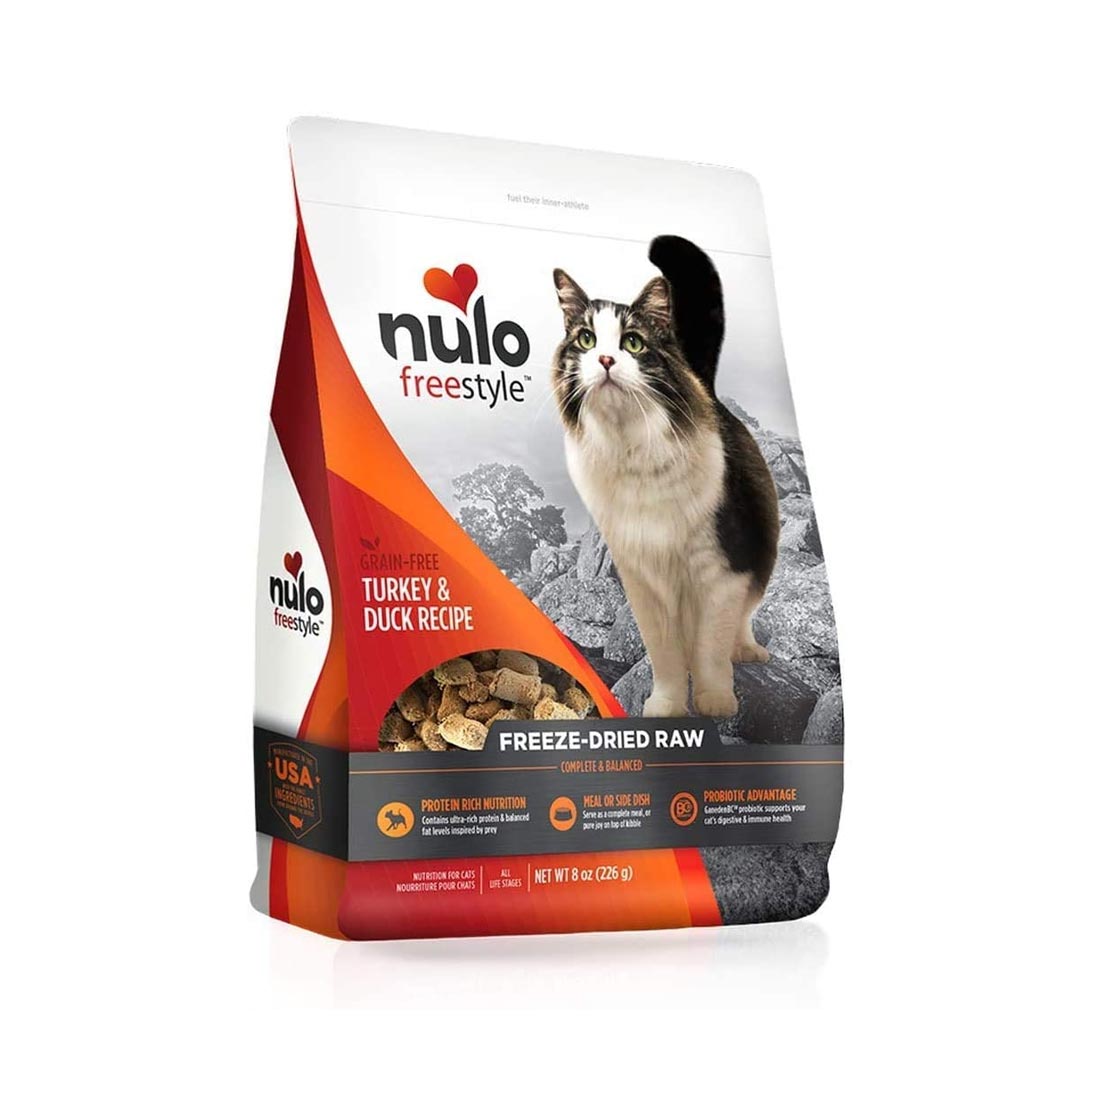 fuel their inner-athlete
nulo
freestyle™
GRAIN-FREE
TURKEY &
DUCK RECIPE
nulo
freestyle™
FREEZE-DRIED RAW
COMPLETE & BALANCED
USA
INGREDIENTS
PROTEIN RICH NUTRITION
Contains ultra-rich protein & balanced
fat levels inspired by prey
MEAL OR SIDE DISH
Serve as a complete meal, or
pure joy on top of kibble
BC
PROBIOTIC ADVANTAGE
GanedenBC³⁰ probiotic supports your
cat's digestive & immune health
NUTRITION FOR CATS
NOURRITURE POUR CHATS
ALL
LIFE STAGES
NET WT 8 oz (226 g)